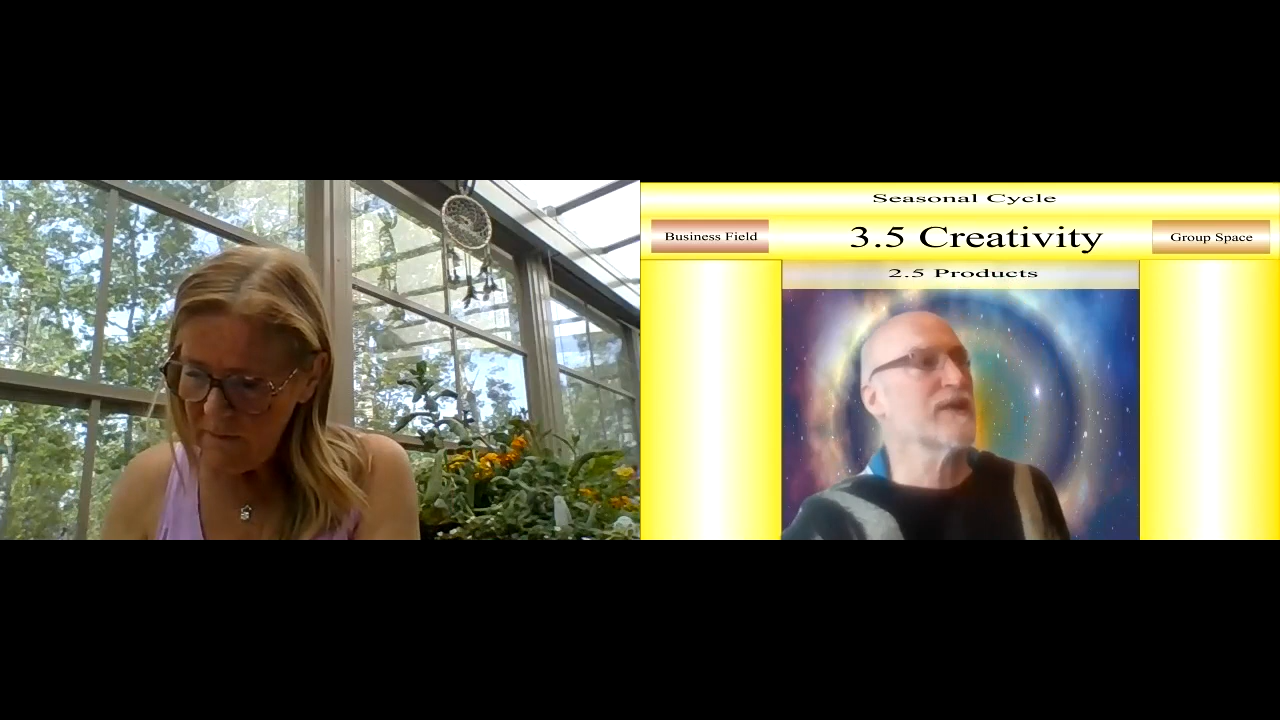 Seasonal Cycle
Business Field
3.5 Creativity
Group Space
2.5 Products